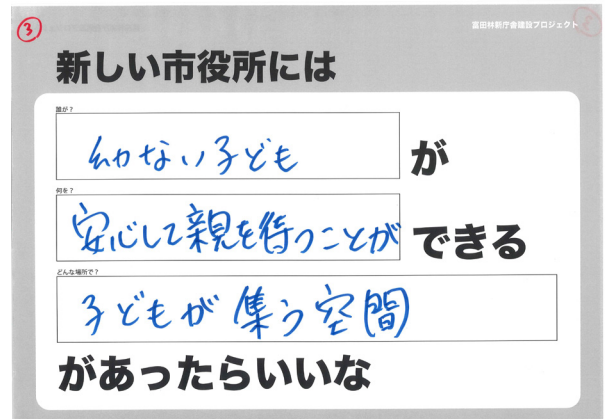 ③
富田林新庁舎建設プロジェクト
新しい市役所には
誰が？
幼ない子ども
が
何を？
安心して親を待つことが
できる
どんな場所で？
子どもが集う空間
があったらいいな